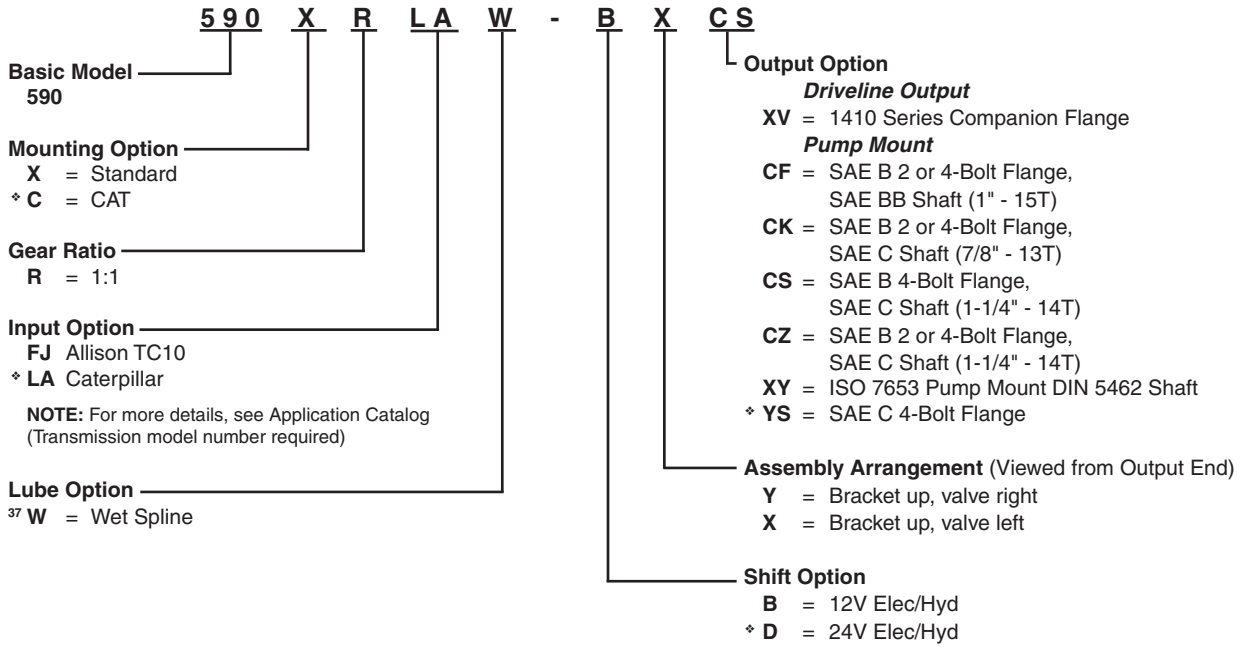 590 X R LA W - B X CS
Basic Model
590
Mounting Option
X = Standard
❖ C = CAT
Gear Ratio
R = 1:1
Input Option
FJ Allison TC10
❖ LA Caterpillar
NOTE: For more details, see Application Catalog
(Transmission model number required)
Lube Option
37 W = Wet Spline
Output Option
Driveline Output
XV = 1410 Series Companion Flange
Pump Mount
CF = SAE B 2 or 4-Bolt Flange,
SAE BB Shaft (1" - 15T)
CK = SAE B 2 or 4-Bolt Flange,
SAE C Shaft (7/8" - 13T)
CS = SAE B 4-Bolt Flange,
SAE C Shaft (1-1/4" - 14T)
CZ = SAE B 2 or 4-Bolt Flange,
SAE C Shaft (1-1/4" - 14T)
XY = ISO 7653 Pump Mount DIN 5462 Shaft
❖ YS = SAE C 4-Bolt Flange
Assembly Arrangement (Viewed from Output End)
Y = Bracket up, valve right
X = Bracket up, valve left
Shift Option
B = 12V Elec/Hyd
❖ D = 24V Elec/Hyd